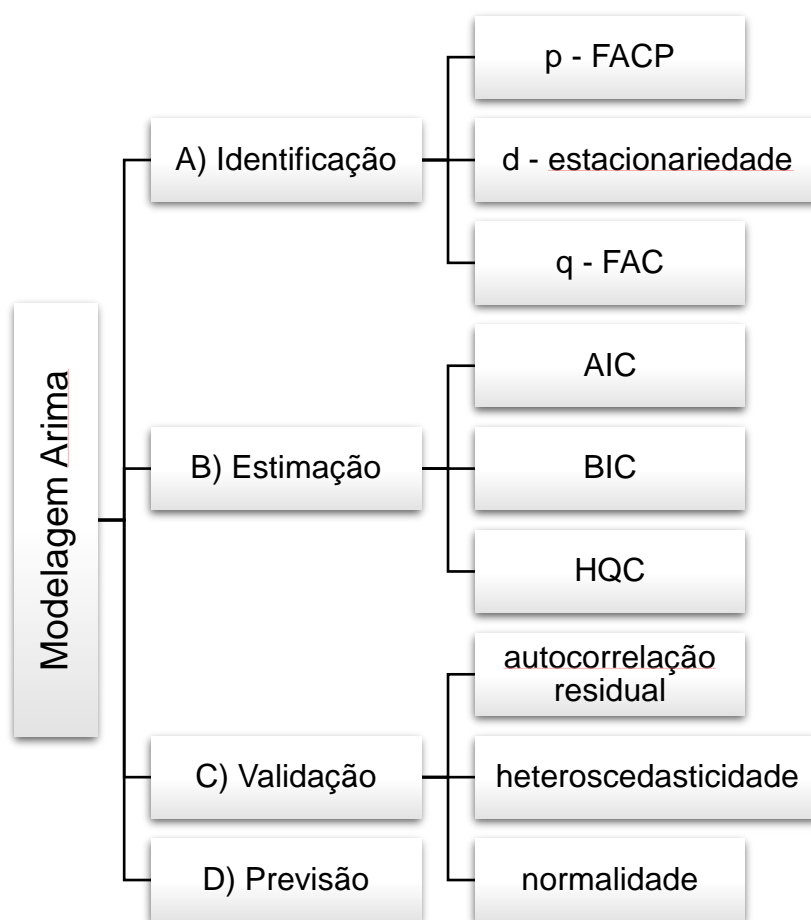 Modelagem Arima
A) Identificação
p - FACP
d - estacionariedade
q - FAC
B) Estimação
AIC
BIC
HQC
C) Validação
autocorrelação
residual
heteroscedasticidade
normalidade
D) Previsão